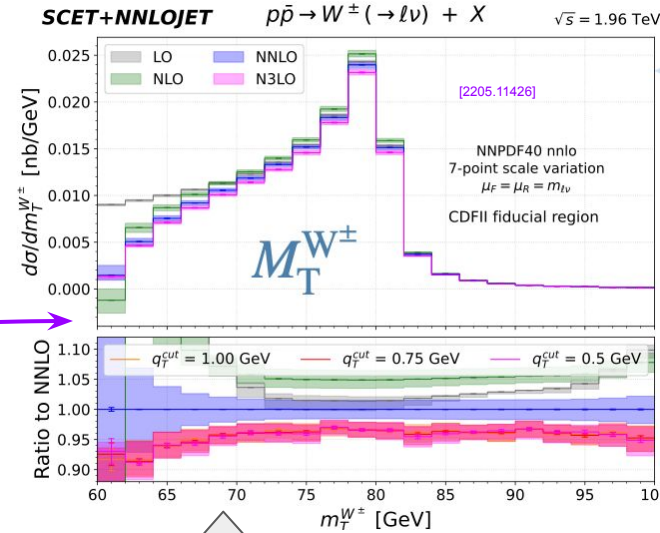 SCET+NNLOJET pp̄ → W±(→ ℓν) + X √s = 1.96 TeV
LO NNLO
NLO N3LO
[2205.11426]
NNPDF40 nnlo
7-point scale variation
μF = μR = mℓν
CDFII fiducial region
M_T^{W±}
dσ/dm_T^{W±} [nb/GeV]
0.025
0.020
0.015
0.010
0.005
0.000
q_T^{cut} = 1.00 GeV q_T^{cut} = 0.75 GeV q_T^{cut} = 0.5 GeV
Ratio to NNLO
1.10
1.05
1.00
0.95
0.90
60 65 70 75 80 85 90 95 10
m_T^{W±} [GeV]